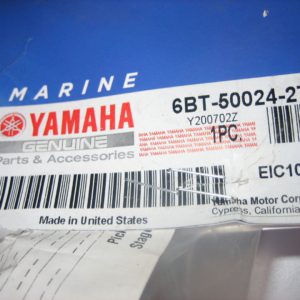 MARINE
YAMAHA
GENUINE
Parts & Accessories
6BT-50024-2
Y200702Z
1PC.
EIC10
Made in United States
Yamaha Motor Corp
Cypress, California